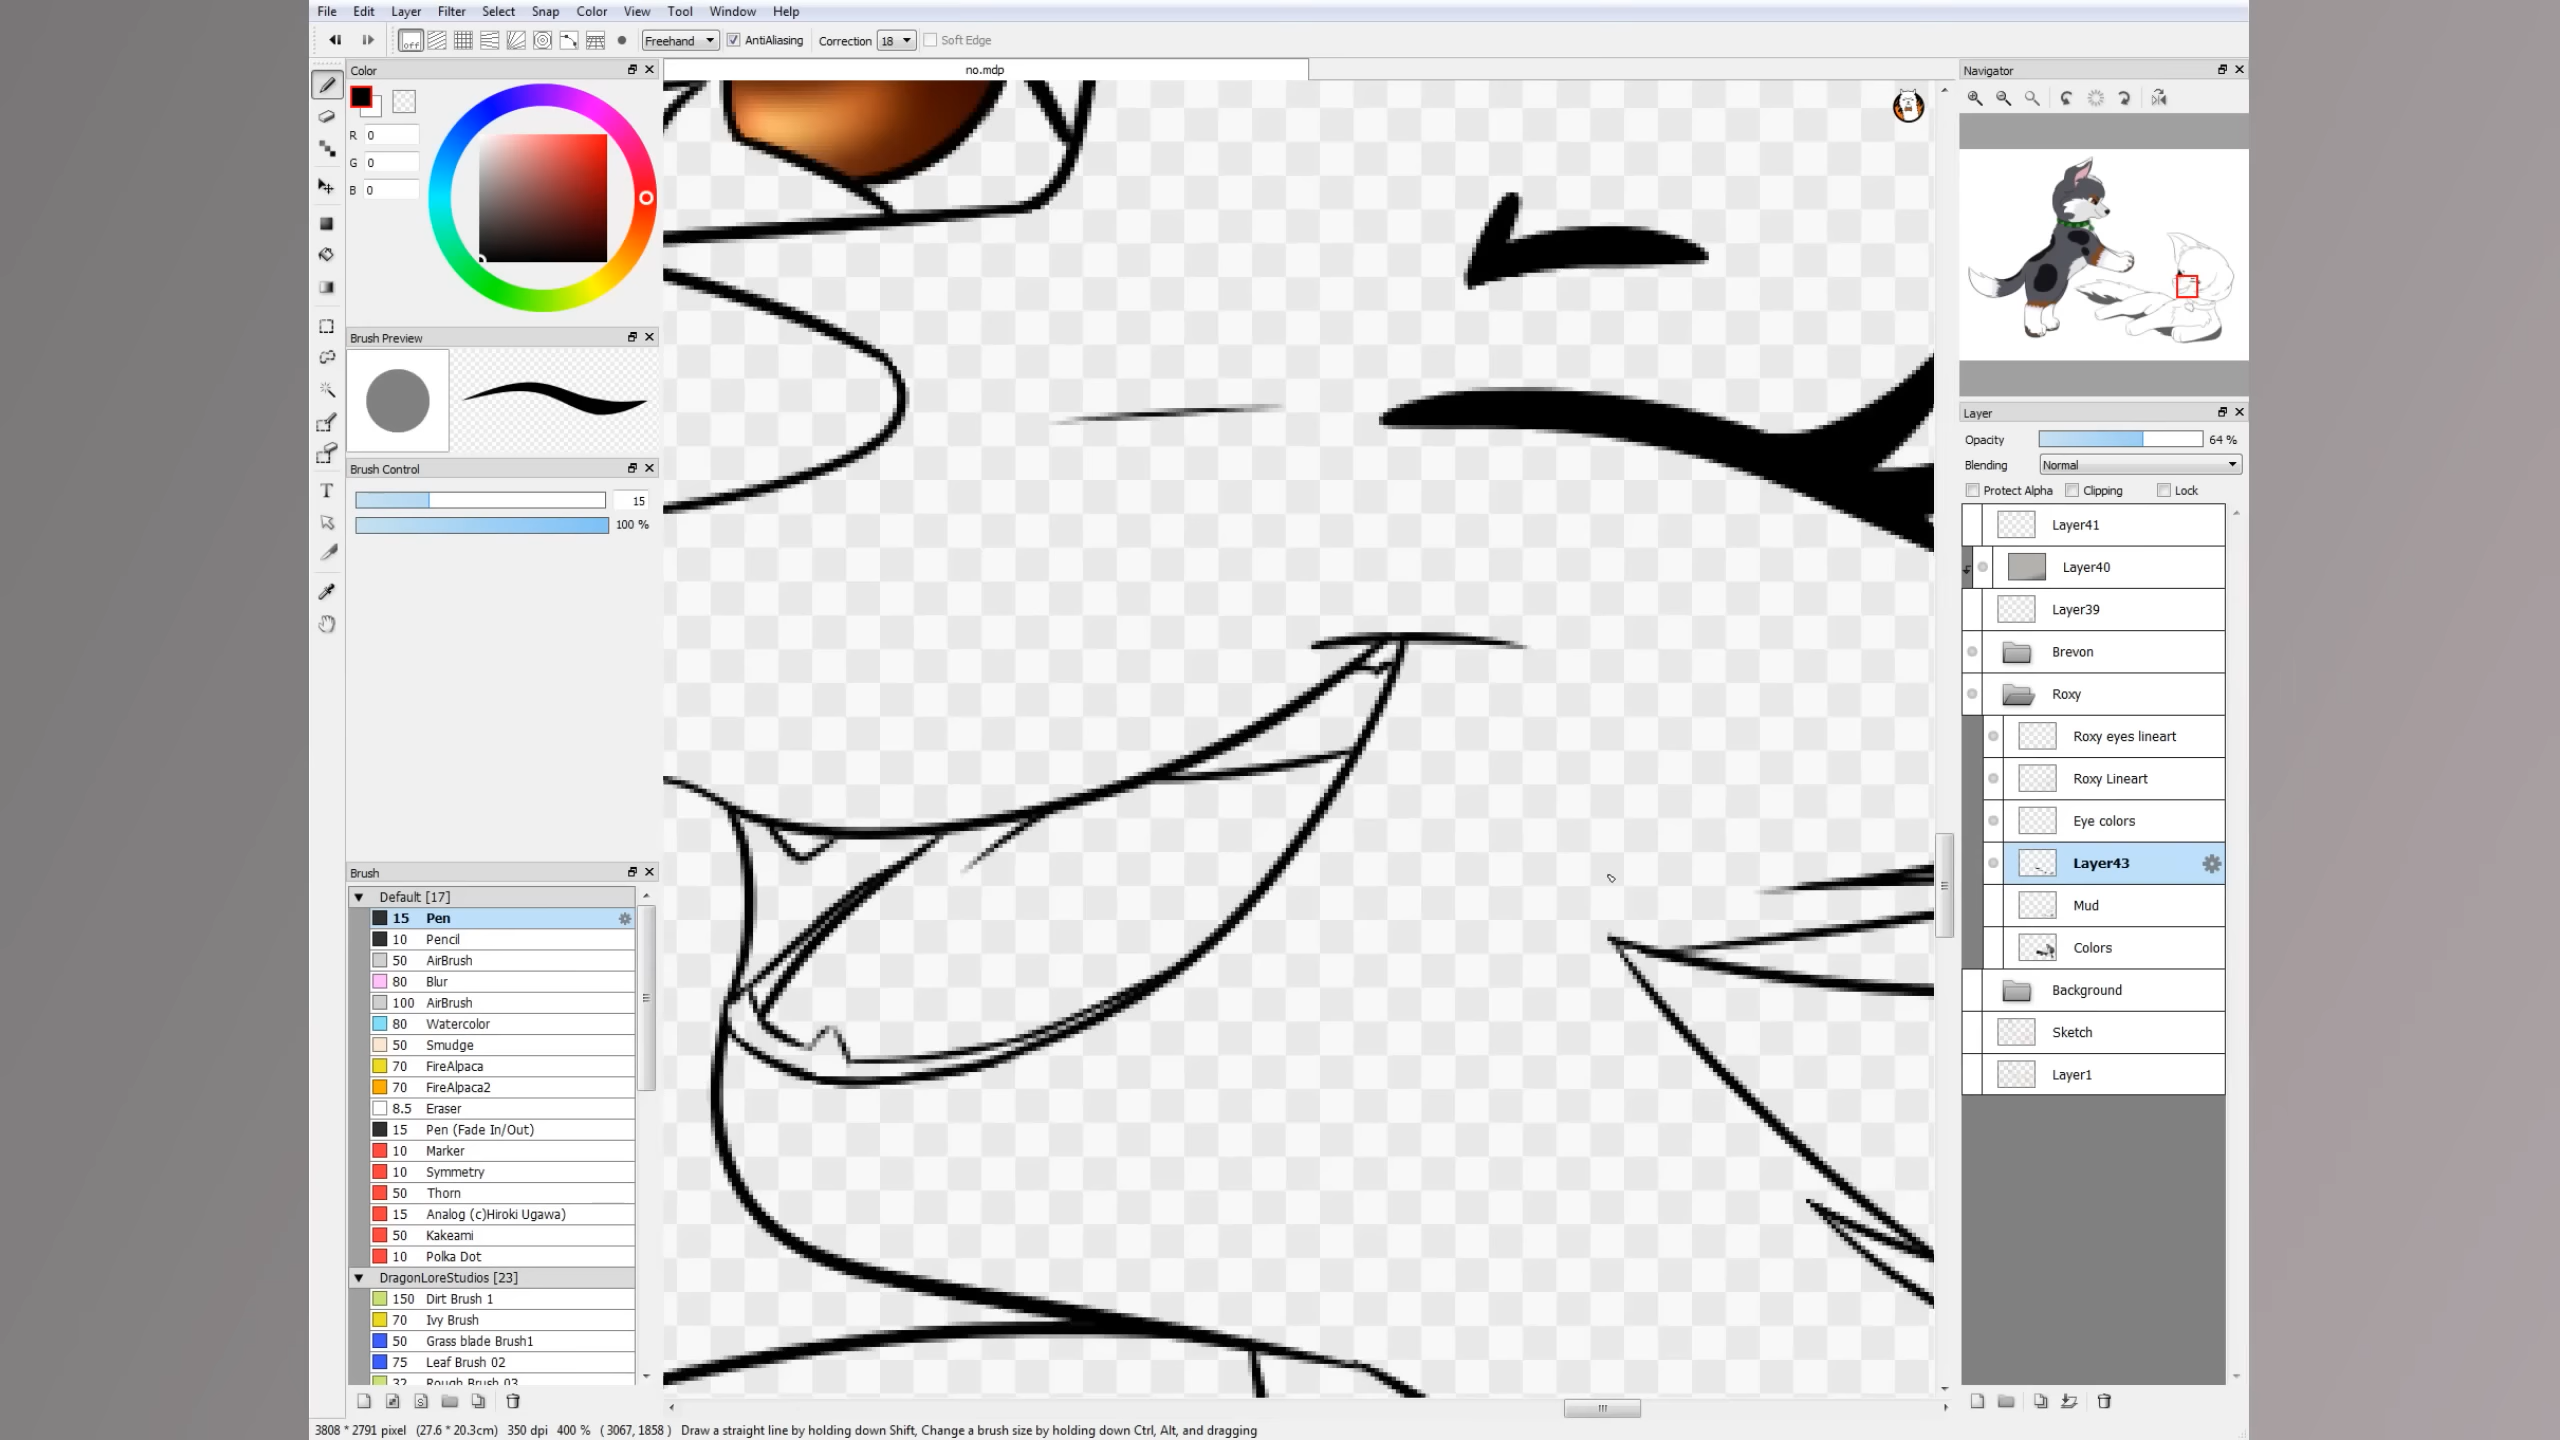 File Edit Layer Filter Select Snap Color View Tool Window Help
off Freehand AntiAliasing Correction 18 Soft Edge
Color
R 0
G 0
B 0
Brush Preview
Brush Control
15
100 %
Brush
Default [17]
15 Pen
10 Pencil
50 AirBrush
80 Blur
100 AirBrush
80 Watercolor
50 Smudge
70 FireAlpaca
70 FireAlpaca2
8.5 Eraser
15 Pen (Fade In/Out)
10 Marker
10 Symmetry
50 Thorn
15 Analog (c)Hiroki Ugawa)
50 Kakeami
10 Polka Dot
DragonLoreStudios [23]
150 Dirt Brush 1
70 Ivy Brush
50 Grass blade Brush1
75 Leaf Brush 02
32 Rough Brush 03
no.mdp
Navigator
Layer
Opacity 64 %
Blending Normal
Protect Alpha Clipping Lock
Layer41
Layer40
Layer39
Brevon
Roxy
Roxy eyes lineart
Roxy Lineart
Eye colors
Layer43
Mud
Colors
Background
Sketch
Layer1
3808 * 2791 pixel (27.6 * 20.3cm) 350 dpi 400 % ( 3067, 1858 ) Draw a straight line by holding down Shift, Change a brush size by holding down Ctrl, Alt, and dragging